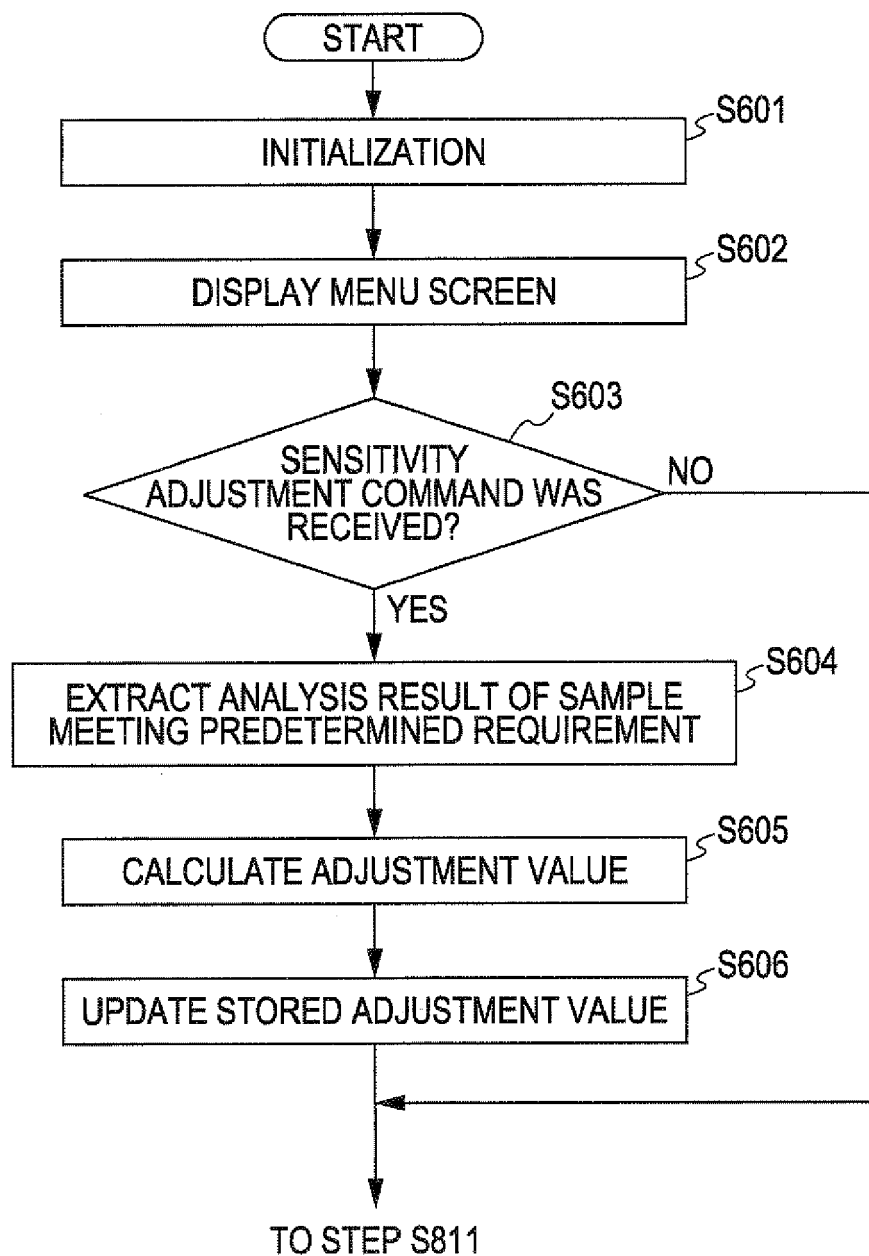 START
S601
INITIALIZATION
S602
DISPLAY MENU SCREEN
S603
SENSITIVITY
ADJUSTMENT COMMAND WAS
RECEIVED?
NO
YES
S604
EXTRACT ANALYSIS RESULT OF SAMPLE
MEETING PREDETERMINED REQUIREMENT
S605
CALCULATE ADJUSTMENT VALUE
S606
UPDATE STORED ADJUSTMENT VALUE
TO STEP S811